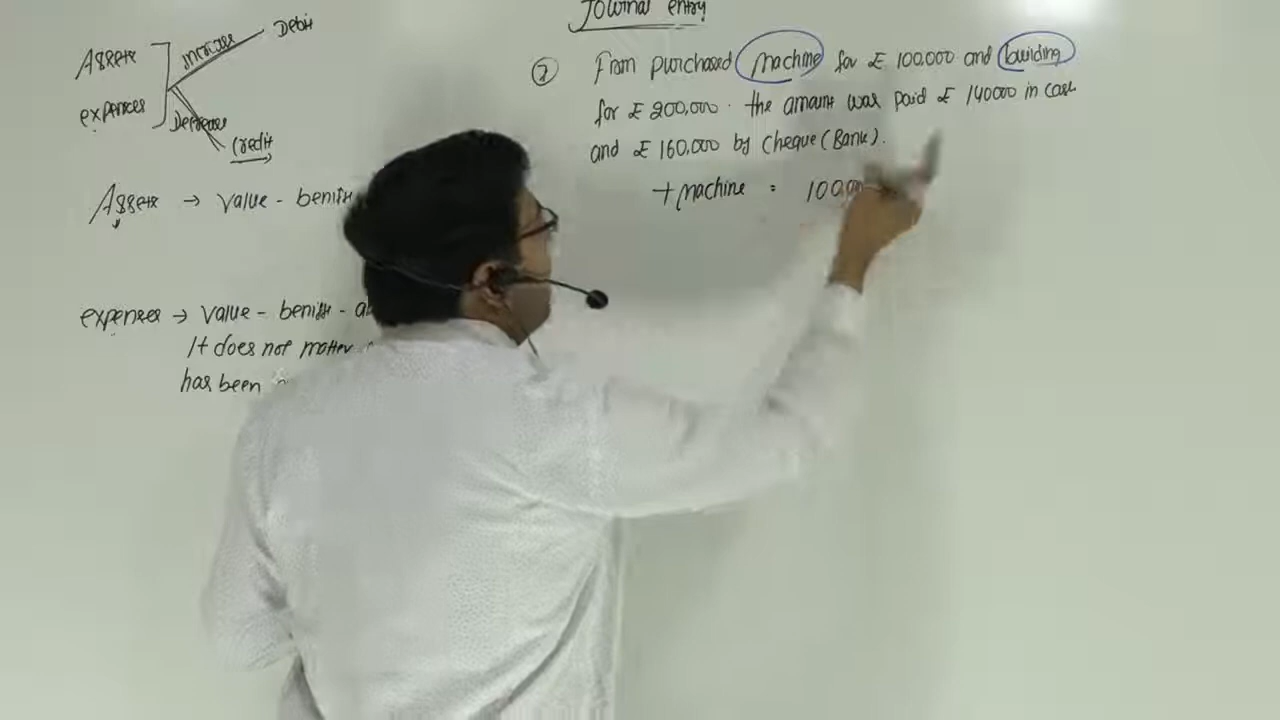 Journal entry
Assets
increase
Debit
expenses
Decrease
Credit
Assets → value - benifit
expenses → value - benifit - a
It does not matter
has been
② From purchased machine for £ 100,000 and building
for £ 200,000. the amount was paid £ 140000 in cash
and £ 160,000 by cheque (Bank).
+ machine = 100,00